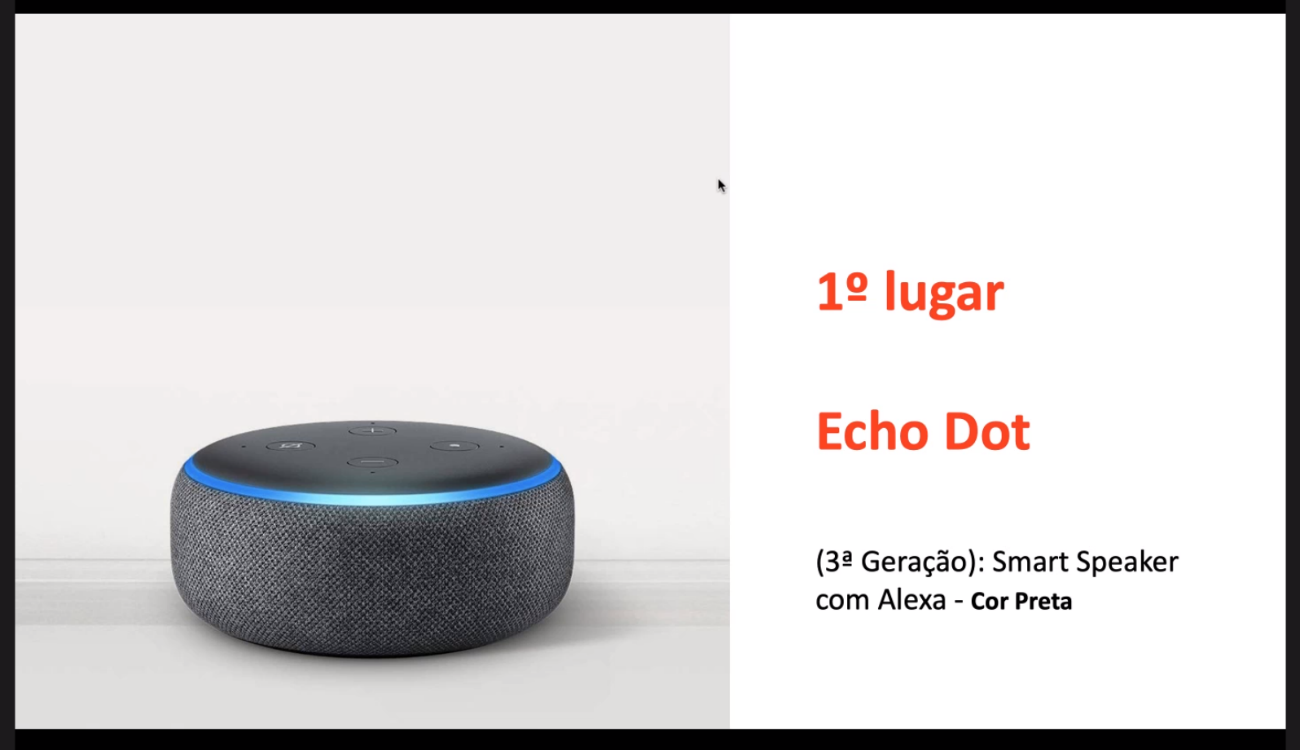 1º lugar
Echo Dot
(3ª Geração): Smart Speaker
com Alexa - Cor Preta